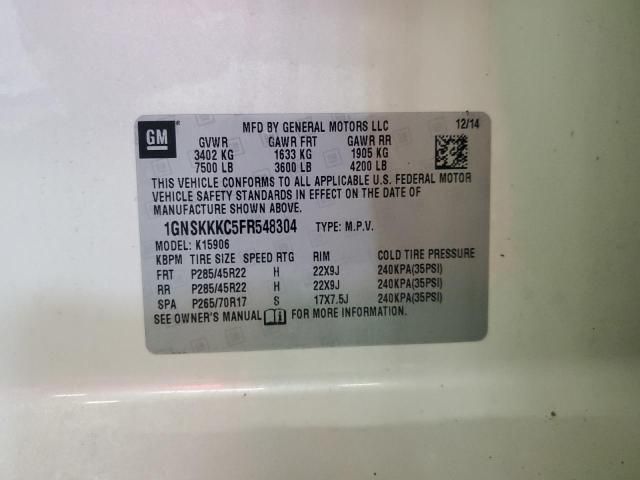 GM
MFD BY GENERAL MOTORS LLC 12/14
GVWR GAWR FRT GAWR RR
3402 KG 1633 KG 1905 KG
7500 LB 3600 LB 4200 LB
THIS VEHICLE CONFORMS TO ALL APPLICABLE U.S. FEDERAL MOTOR
VEHICLE SAFETY STANDARDS IN EFFECT ON THE DATE OF
MANUFACTURE SHOWN ABOVE.
1GNSKKKC5FR548304 TYPE: M.P.V.
MODEL: K15906
KBPM TIRE SIZE SPEED RTG RIM COLD TIRE PRESSURE
FRT P285/45R22 H 22X9J 240KPA(35PSI)
RR P285/45R22 H 22X9J 240KPA(35PSI)
SPA P265/70R17 S 17X7.5J 240KPA(35PSI)
SEE OWNER'S MANUAL FOR MORE INFORMATION.